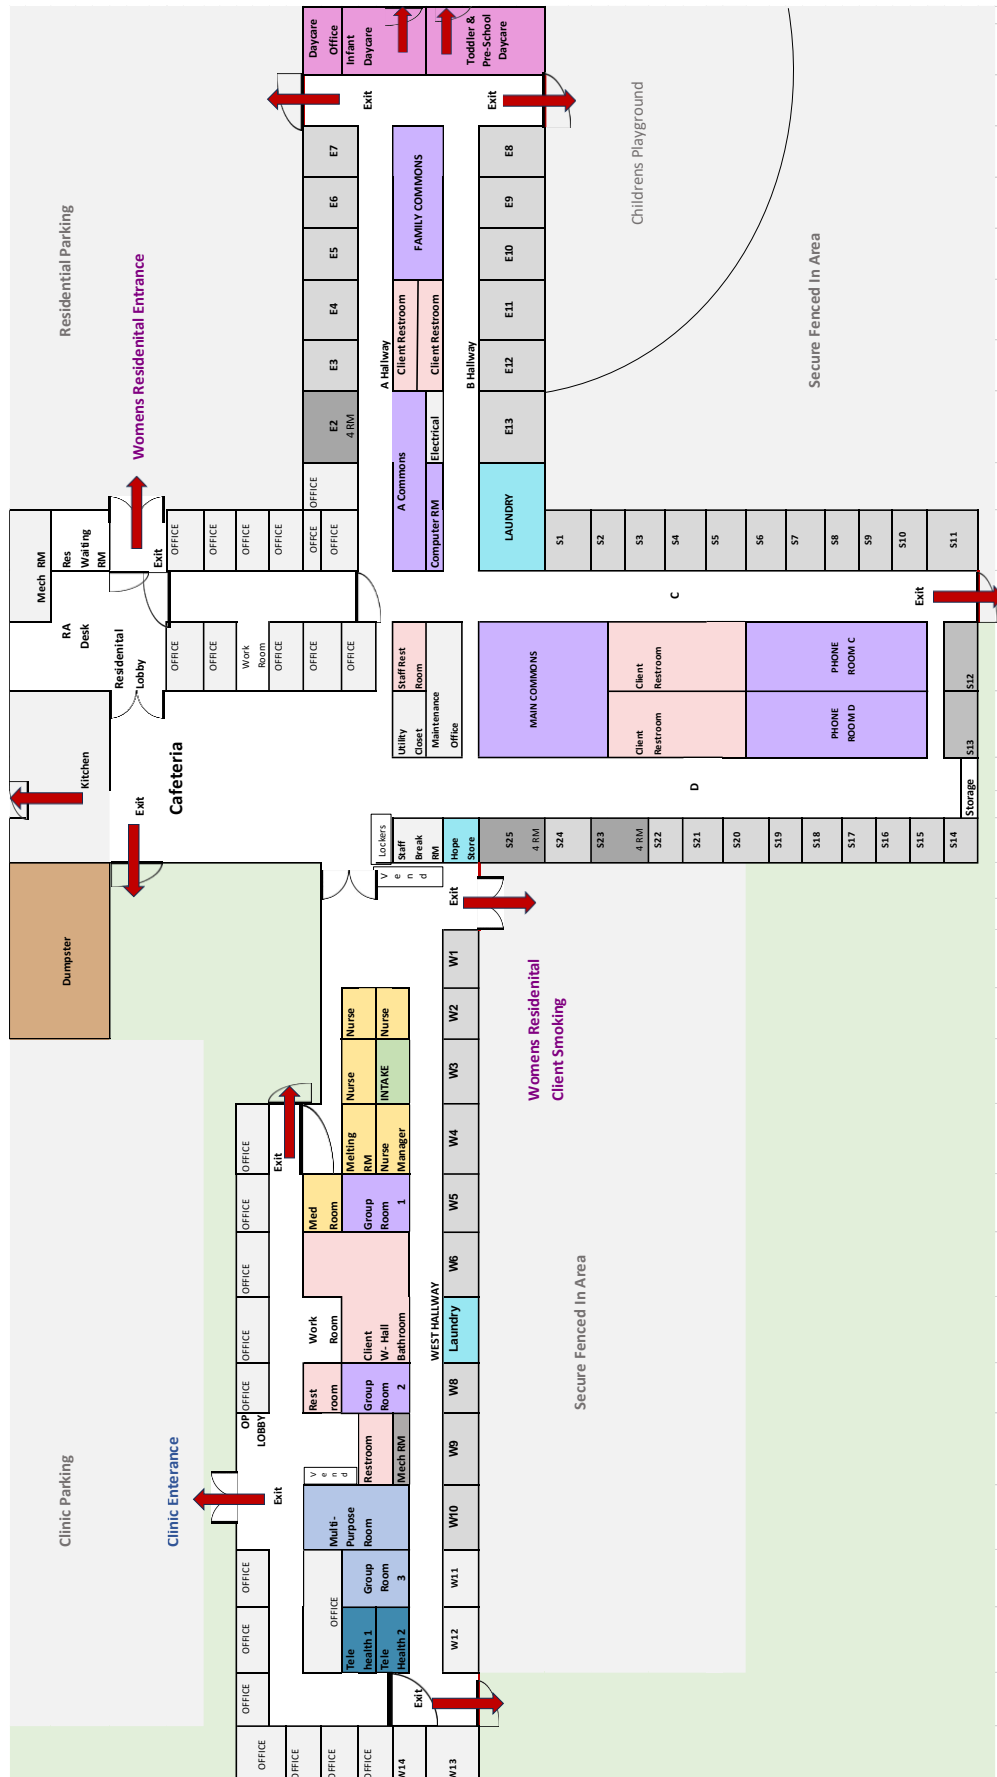 Daycare
Office
Infant
Daycare
Toddler &
Pre-School
Daycare
Exit
Exit
Childrens Playground
Residential Parking
Womens Residenital Entrance
Secure Fenced In Area
E7
E6
E5
E4
E3
E2
4 RM
OFFICE
A Hallway
FAMILY COMMONS
Client Restroom
Client Restroom
A Commons
Electrical
Computer RM
B Hallway
E8
E9
E10
E11
E12
E13
LAUNDRY
Mech RM
Res
Waiting
RM
Exit
OFFICE
OFFICE
OFFICE
OFFICE
OFFCE
OFFICE
RA
Desk
Residenital
Lobby
OFFICE
OFFICE
Work
Room
OFFICE
OFFICE
OFFICE
S1
S2
S3
S4
S5
S6
S7
S8
S9
S10
S11
C
Exit
Staff Rest
Room
Utility
Closet
Maintenance
Office
MAIN COMMONS
Client
Restroom
Client
Restroom
PHONE
ROOM C
PHONE
ROOM D
S12
S13
Storage
D
Kitchen
Exit
Cafeteria
Lockers
Staff
Break
RM
Hope
Store
S25
4 RM
S24
S23
4 RM
S22
S21
S20
S19
S18
S17
S16
S15
S14
Vend
Exit
Dumpster
Womens Residenital
Client Smoking
W1
W2
W3
W4
W5
W6
Laundry
W8
W9
W10
W11
W12
WEST HALLWAY
Nurse
Nurse
Nurse
INTAKE
Melting
RM
Nurse
Manager
Med
Room
Group
Room
1
Work
Room
Client
W- Hall
Bathroom
Rest
room
Group
Room
2
Restroom
Mech RM
Vend
Multi-
Purpose
Room
Group
Room
3
OFFICE
Tele
health 1
Tele
Health 2
Exit
OFFICE
OFFICE
OFFICE
OFFICE
OFFICE
OP
LOBBY
Exit
Clinic Parking
Clinic Enterance
Secure Fenced In Area
OFFICE
OFFICE
OFFICE
Exit
OFFICE
OFFICE
OFFICE
OFFICE
W14
W13